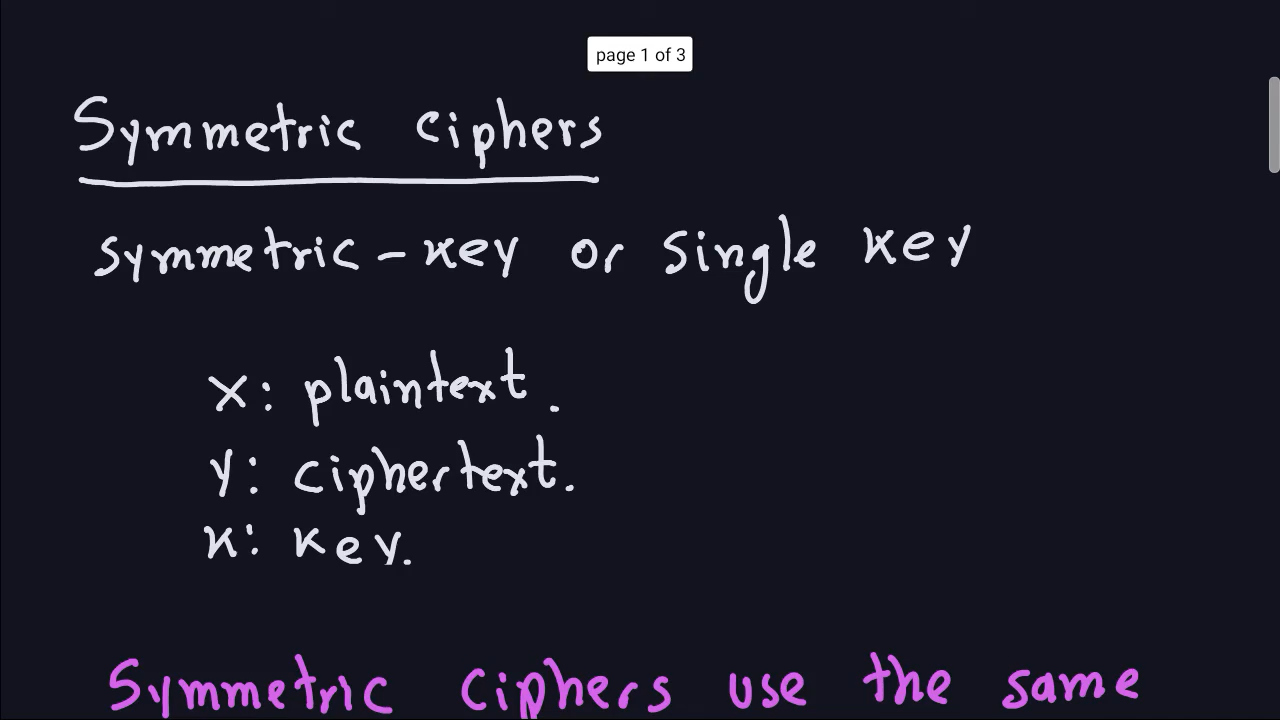 page 1 of 3
Symmetric ciphers
symmetric-key or single key
x: plaintext.
y: ciphertext.
k: key.
Symmetric ciphers use the same